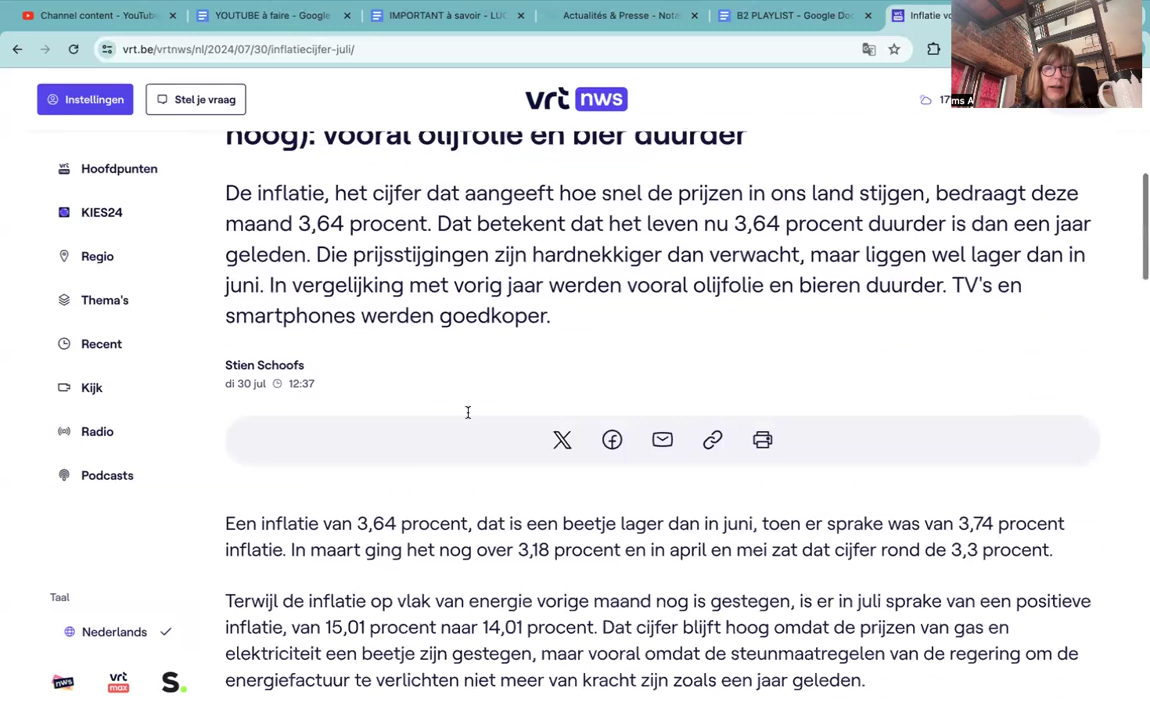 Channel content - YouTub
YOUTUBE à faire - Google
IMPORTANT à savoir - LUC
Actualités & Presse - Nota
B2 PLAYLIST - Google Doc
Inflatie vo
vrt.be/vrtnws/nl/2024/07/30/inflatiecijfer-juli/
ms A
Instellingen
Stel je vraag
vrt nws
17
hoog): vooral olijfolie en bier duurder
Hoofdpunten
KIES24
Regio
Thema's
Recent
Kijk
Radio
Podcasts
De inflatie, het cijfer dat aangeeft hoe snel de prijzen in ons land stijgen, bedraagt deze
maand 3,64 procent. Dat betekent dat het leven nu 3,64 procent duurder is dan een jaar
geleden. Die prijsstijgingen zijn hardnekkiger dan verwacht, maar liggen wel lager dan in
juni. In vergelijking met vorig jaar werden vooral olijfolie en bieren duurder. TV's en
smartphones werden goedkoper.
Stien Schoofs
di 30 jul 12:37
Een inflatie van 3,64 procent, dat is een beetje lager dan in juni, toen er sprake was van 3,74 procent
inflatie. In maart ging het nog over 3,18 procent en in april en mei zat dat cijfer rond de 3,3 procent.
Terwijl de inflatie op vlak van energie vorige maand nog is gestegen, is er in juli sprake van een positieve
inflatie, van 15,01 procent naar 14,01 procent. Dat cijfer blijft hoog omdat de prijzen van gas en
elektriciteit een beetje zijn gestegen, maar vooral omdat de steunmaatregelen van de regering om de
energiefactuur te verlichten niet meer van kracht zijn zoals een jaar geleden.
Taal
Nederlands
nws
vrt max
S.